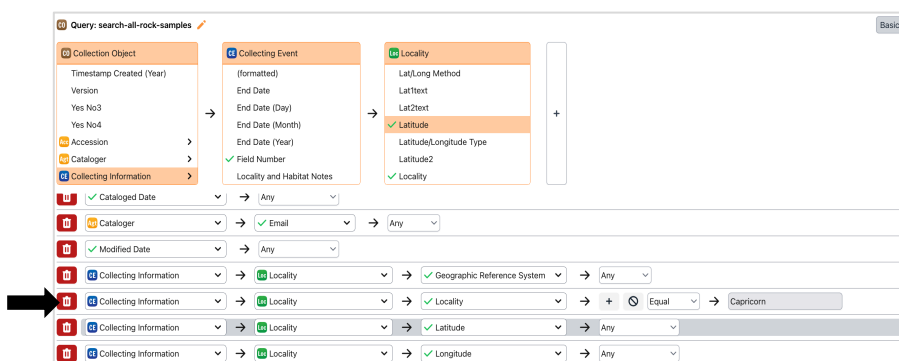 CO Query: search-all-rock-samples
Basic
CO Collection Object
CE Collecting Event
Loc Locality
Timestamp Created (Year)
(formatted)
Lat/Long Method
Version
End Date
Lat1text
Yes No3
End Date (Day)
Lat2text
Yes No4
End Date (Month)
Latitude
Acc Accession
End Date (Year)
Latitude/Longitude Type
Agt Cataloger
Field Number
Latitude2
CE Collecting Information
Locality and Habitat Notes
Locality
Cataloged Date Any
Agt Cataloger Email Any
Modified Date Any
CE Collecting Information Loc Locality Geographic Reference System Any
CE Collecting Information Loc Locality Locality + Equal Capricorn
CE Collecting Information Loc Locality Latitude Any
CE Collecting Information Loc Locality Longitude Any